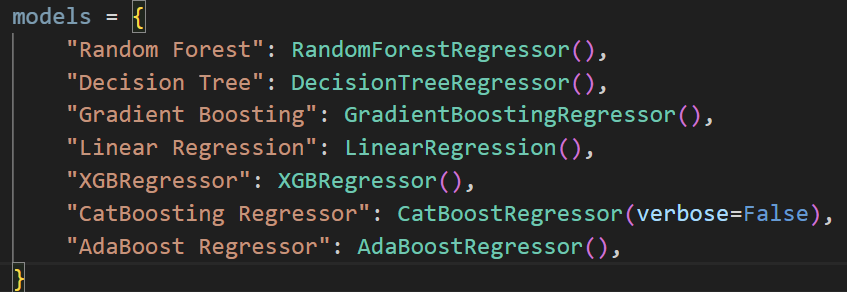 models = {
    "Random Forest": RandomForestRegressor(),
    "Decision Tree": DecisionTreeRegressor(),
    "Gradient Boosting": GradientBoostingRegressor(),
    "Linear Regression": LinearRegression(),
    "XGBRegressor": XGBRegressor(),
    "CatBoosting Regressor": CatBoostRegressor(verbose=False),
    "AdaBoost Regressor": AdaBoostRegressor(),
}